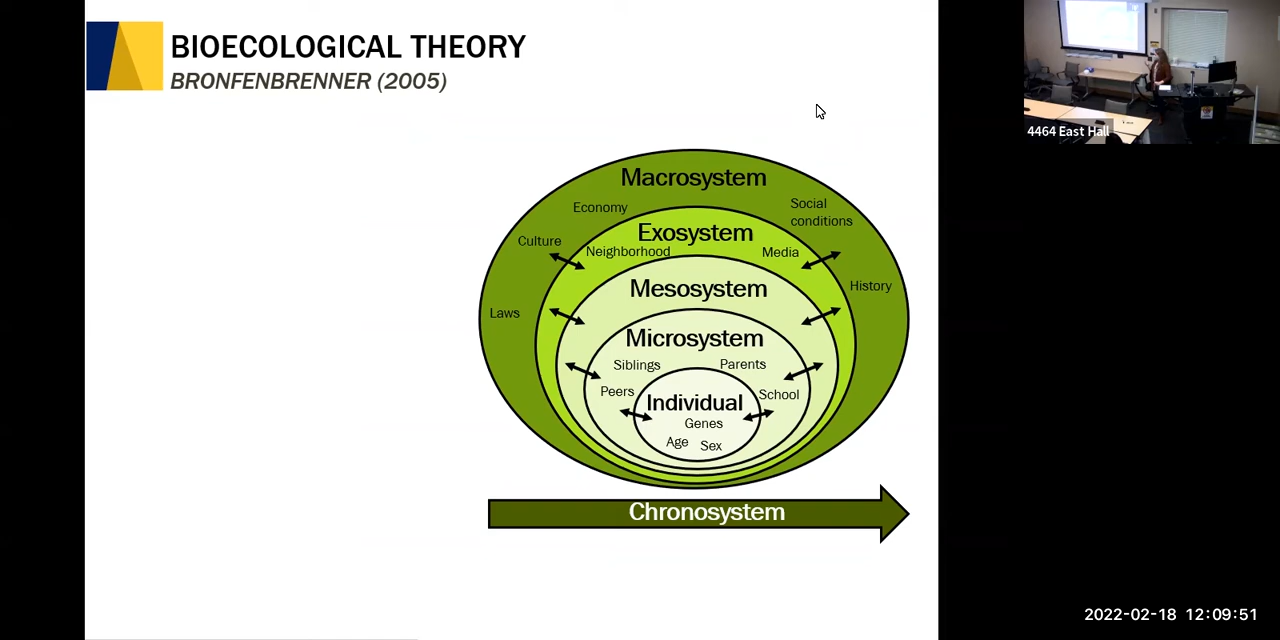 BIOECOLOGICAL THEORY
BRONFENBRENNER (2005)
4464 East Hall
Macrosystem
Economy
Social
conditions
Culture
Exosystem
Neighborhood
Media
Mesosystem
History
Laws
Microsystem
Siblings
Parents
Peers
School
Individual
Genes
Age
Sex
Chronosystem
2022-02-18 12:09:51